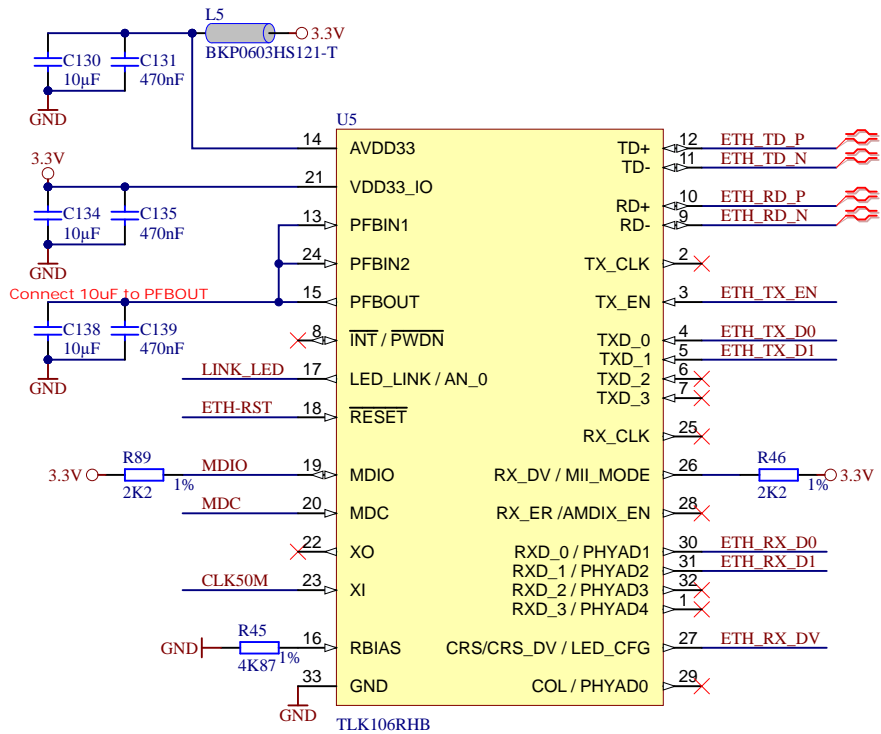 L5
3.3V
BKP0603HS121-T
C130
C131
10µF
470nF
GND
U5
14 AVDD33
TD+ 12 ETH_TD_P
TD- 11 ETH_TD_N
3.3V
21 VDD33_IO
RD+ 10 ETH_RD_P
RD- 9 ETH_RD_N
C134
C135
10µF
470nF
GND
13 PFBIN1
24 PFBIN2
TX_CLK 2
Connect 10uF to PFBOUT
15 PFBOUT
TX_EN 3 ETH_TX_EN
C138
C139
10µF
470nF
GND
8 INT / PWDN
TXD_0 4 ETH_TX_D0
TXD_1 5 ETH_TX_D1
LINK_LED 17 LED_LINK / AN_0
TXD_2 6
TXD_3 7
ETH-RST 18 RESET
RX_CLK 25
R89
R46
3.3V
MDIO 19 MDIO
RX_DV / MII_MODE 26
3.3V
2K2
1%
2K2
1%
MDC 20 MDC
RX_ER /AMDIX_EN 28
22 XO
RXD_0 / PHYAD1 30 ETH_RX_D0
RXD_1 / PHYAD2 31 ETH_RX_D1
CLK50M 23 XI
RXD_2 / PHYAD3 32
RXD_3 / PHYAD4 1
R45
GND
4K87
1%
16 RBIAS
CRS/CRS_DV / LED_CFG 27 ETH_RX_DV
33 GND
COL / PHYAD0 29
GND
TLK106RHB